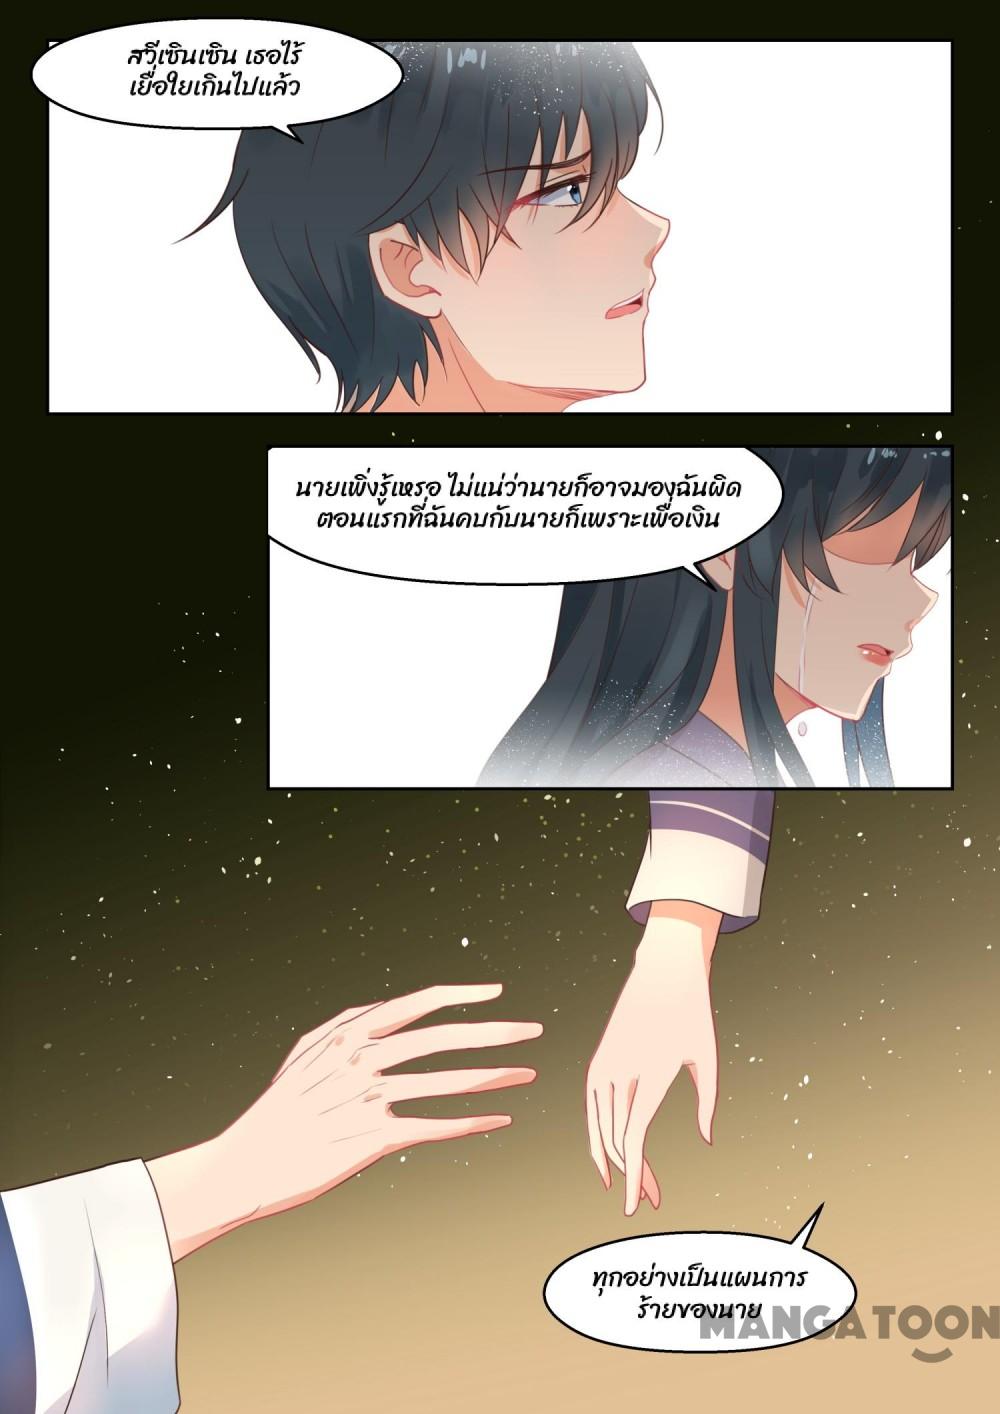 สวีเซินเซิน เธอไร้
เยื่อใยเกินไปแล้ว
นายเพิ่งรู้เหรอ ไม่แน่ว่านายก็อาจมองฉันผิด
ตอนแรกที่ฉันคบกับนายก็เพราะเพื่อเงิน
ทุกอย่างเป็นแผนการ
ร้ายของนาย
MANGATOON